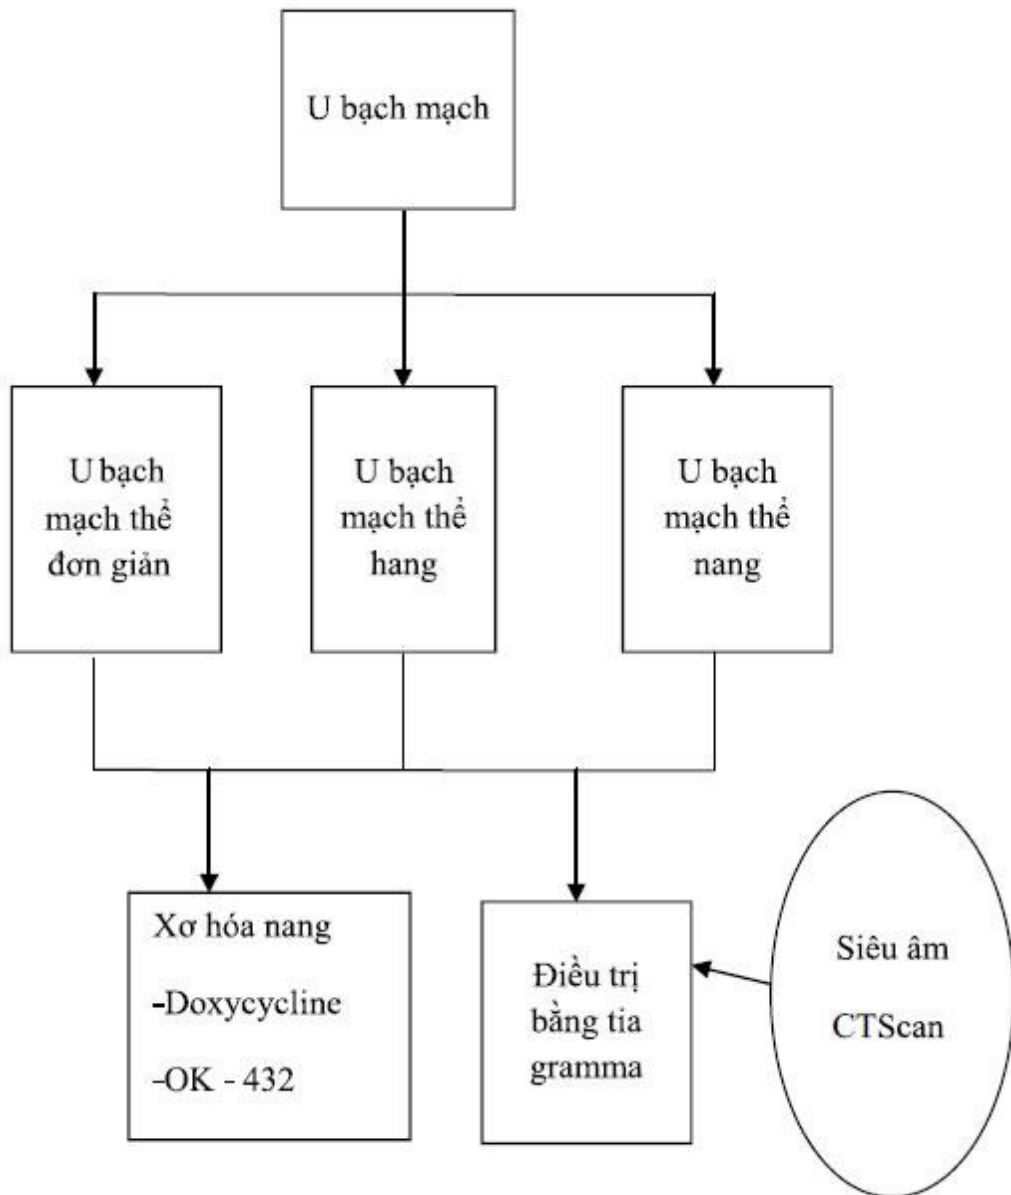 U bạch mạch
U bạch
mạch thể
đơn giản
U bạch
mạch thể
hang
U bạch
mạch thể
nang
Xơ hóa nang
-Doxycycline
-OK - 432
Điều trị
bằng tia
gramma
Siêu âm
CTScan